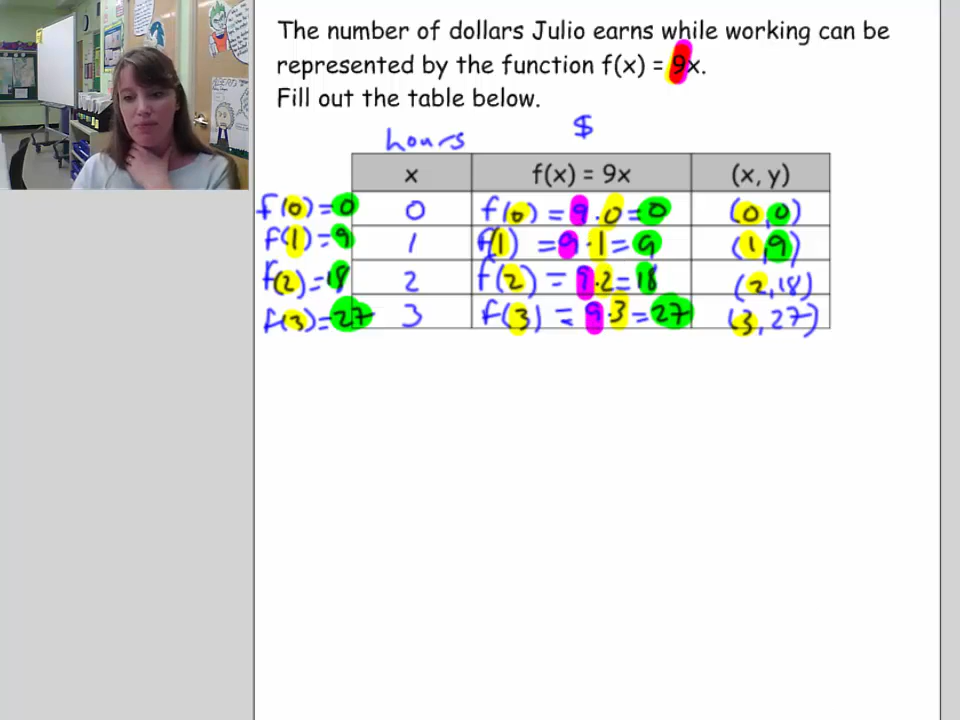 The number of dollars Julio earns while working can be
represented by the function f(x) = 9x.
Fill out the table below.
hours $
x f(x) = 9x (x, y)
f(0)=0 0 f(0) = 9·0=0 (0,0)
f(1)=9 1 f(1) =9·1=9 (1,9)
f(2)=18 2 f(2) = 9·2=18 (2,18)
f(3)=27 3 f(3) = 9·3=27 (3,27)